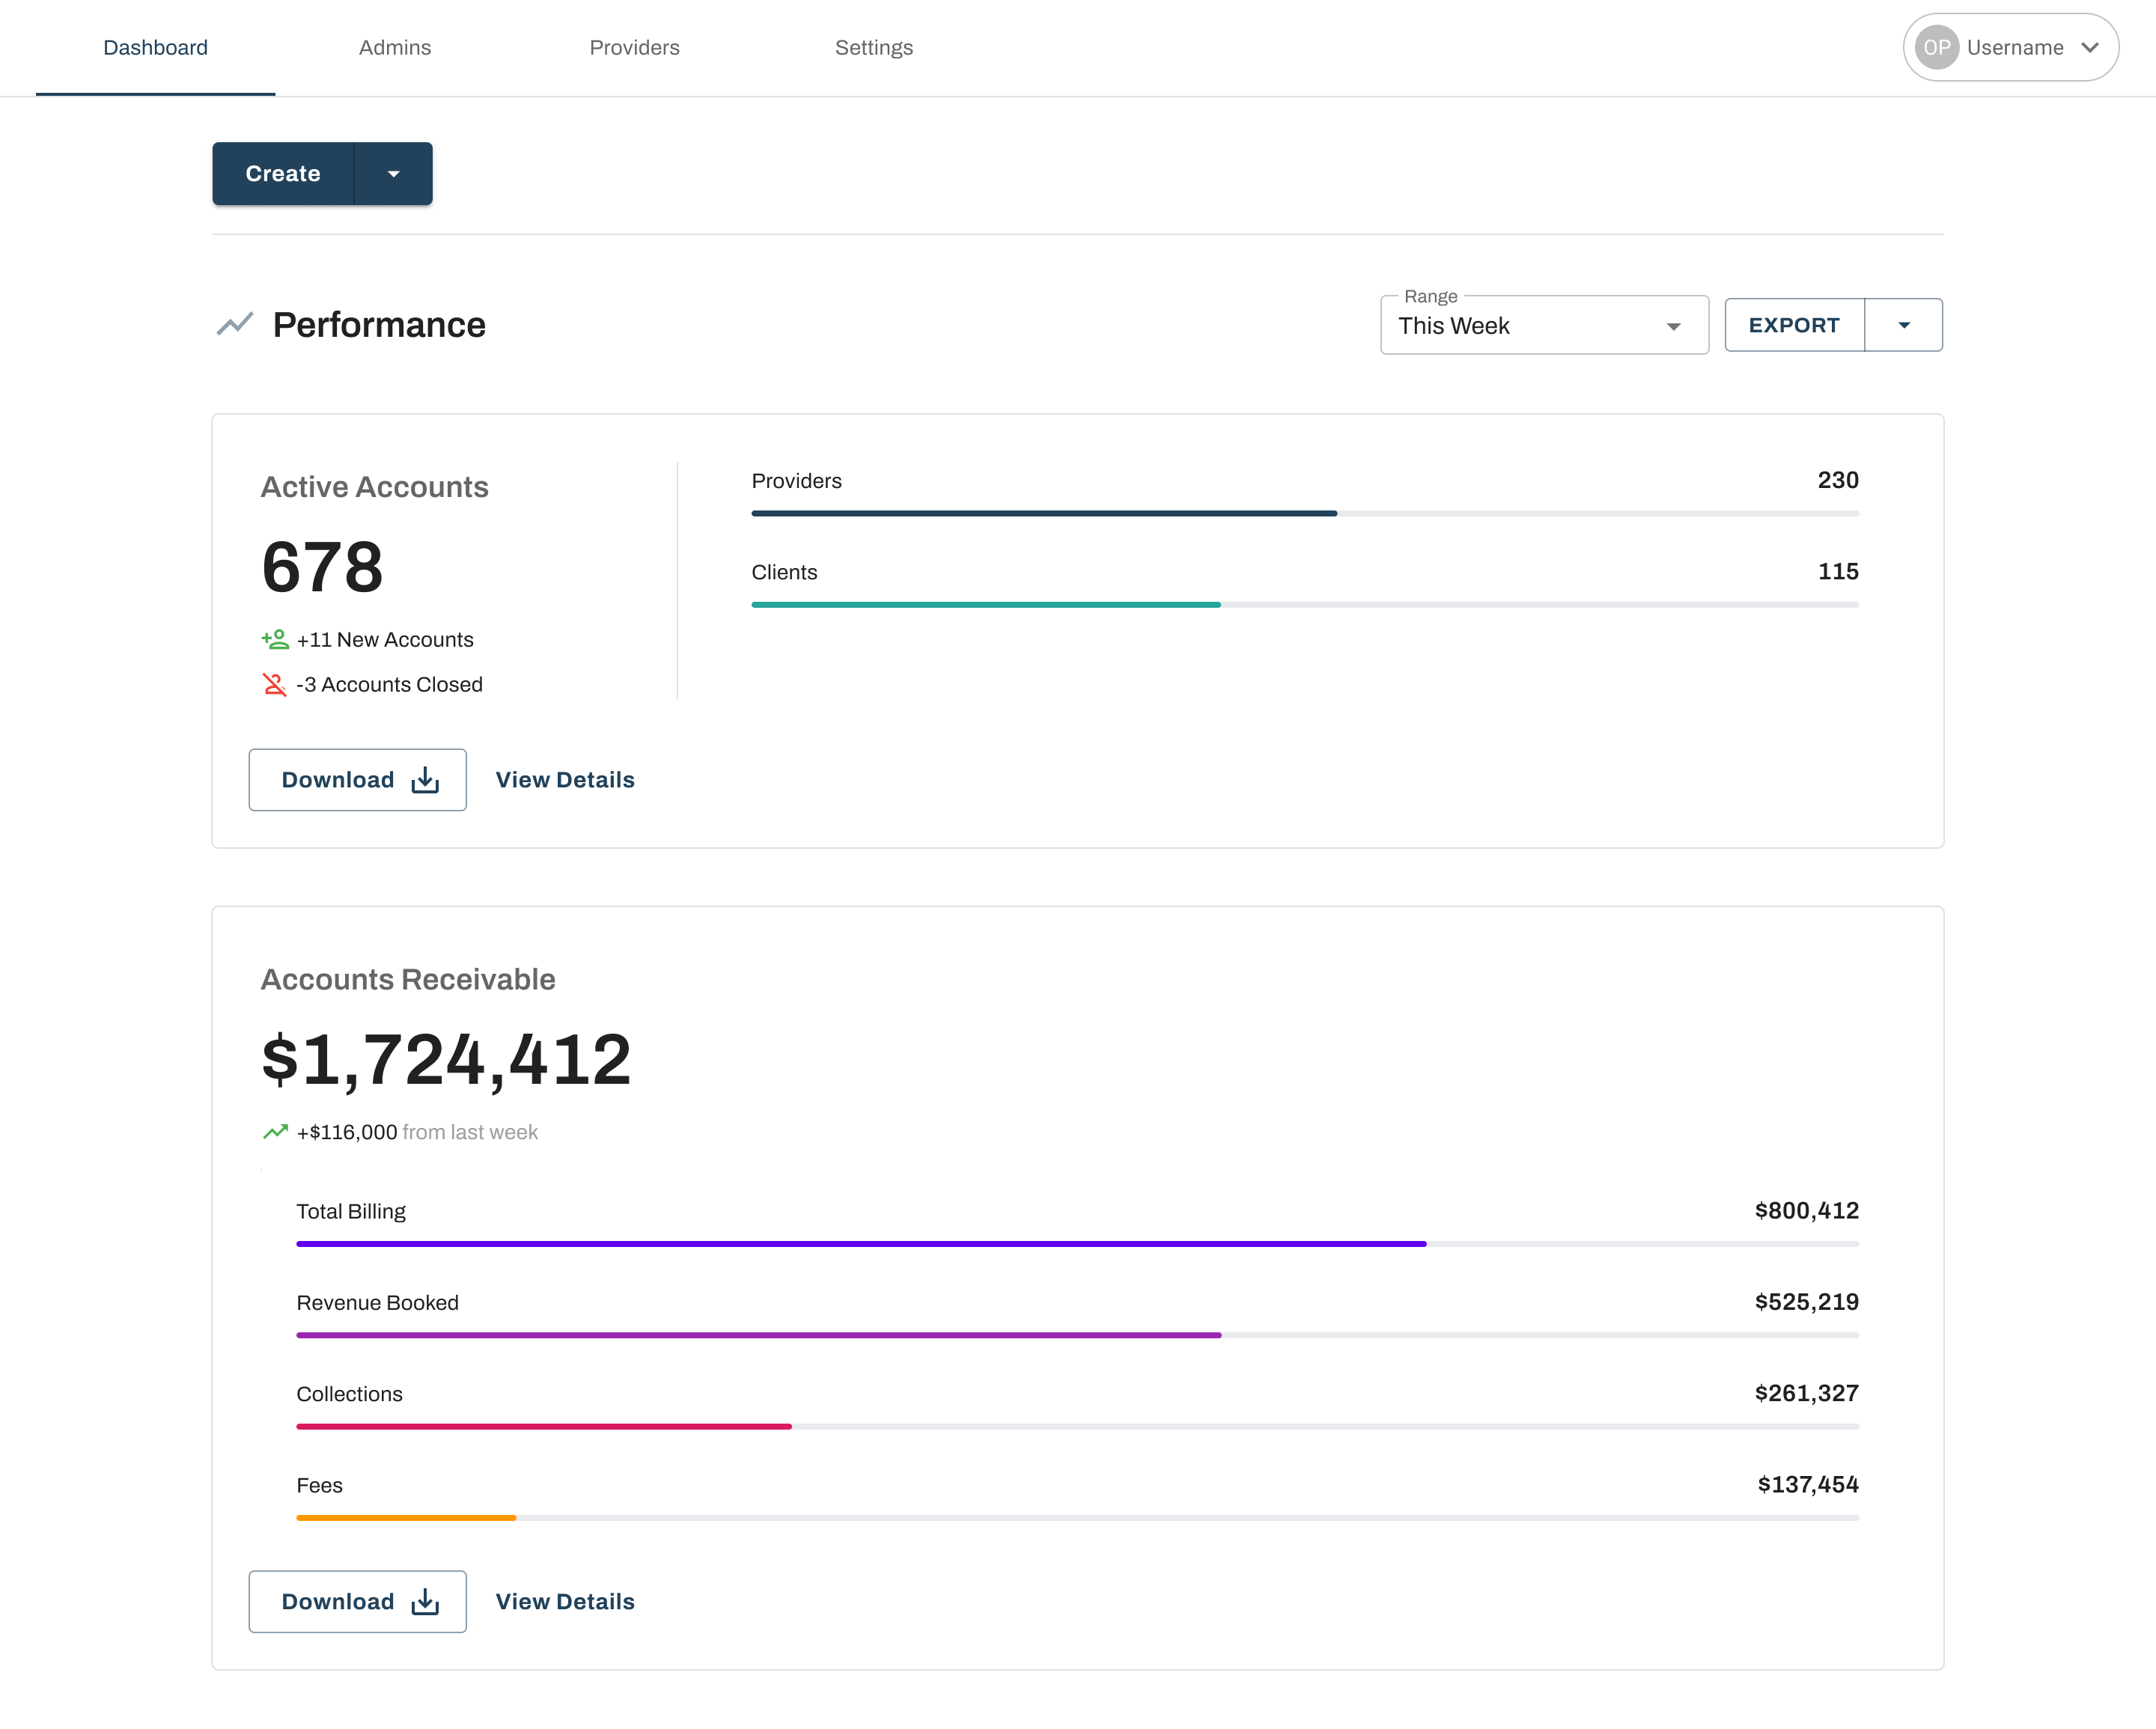 Dashboard
Admins
Providers
Settings
OP Username
Create
Performance
Range
This Week
EXPORT
Active Accounts
678
+11 New Accounts
-3 Accounts Closed
Providers 230
Clients 115
Download
View Details
Accounts Receivable
$1,724,412
+$116,000 from last week
Total Billing $800,412
Revenue Booked $525,219
Collections $261,327
Fees $137,454
Download
View Details